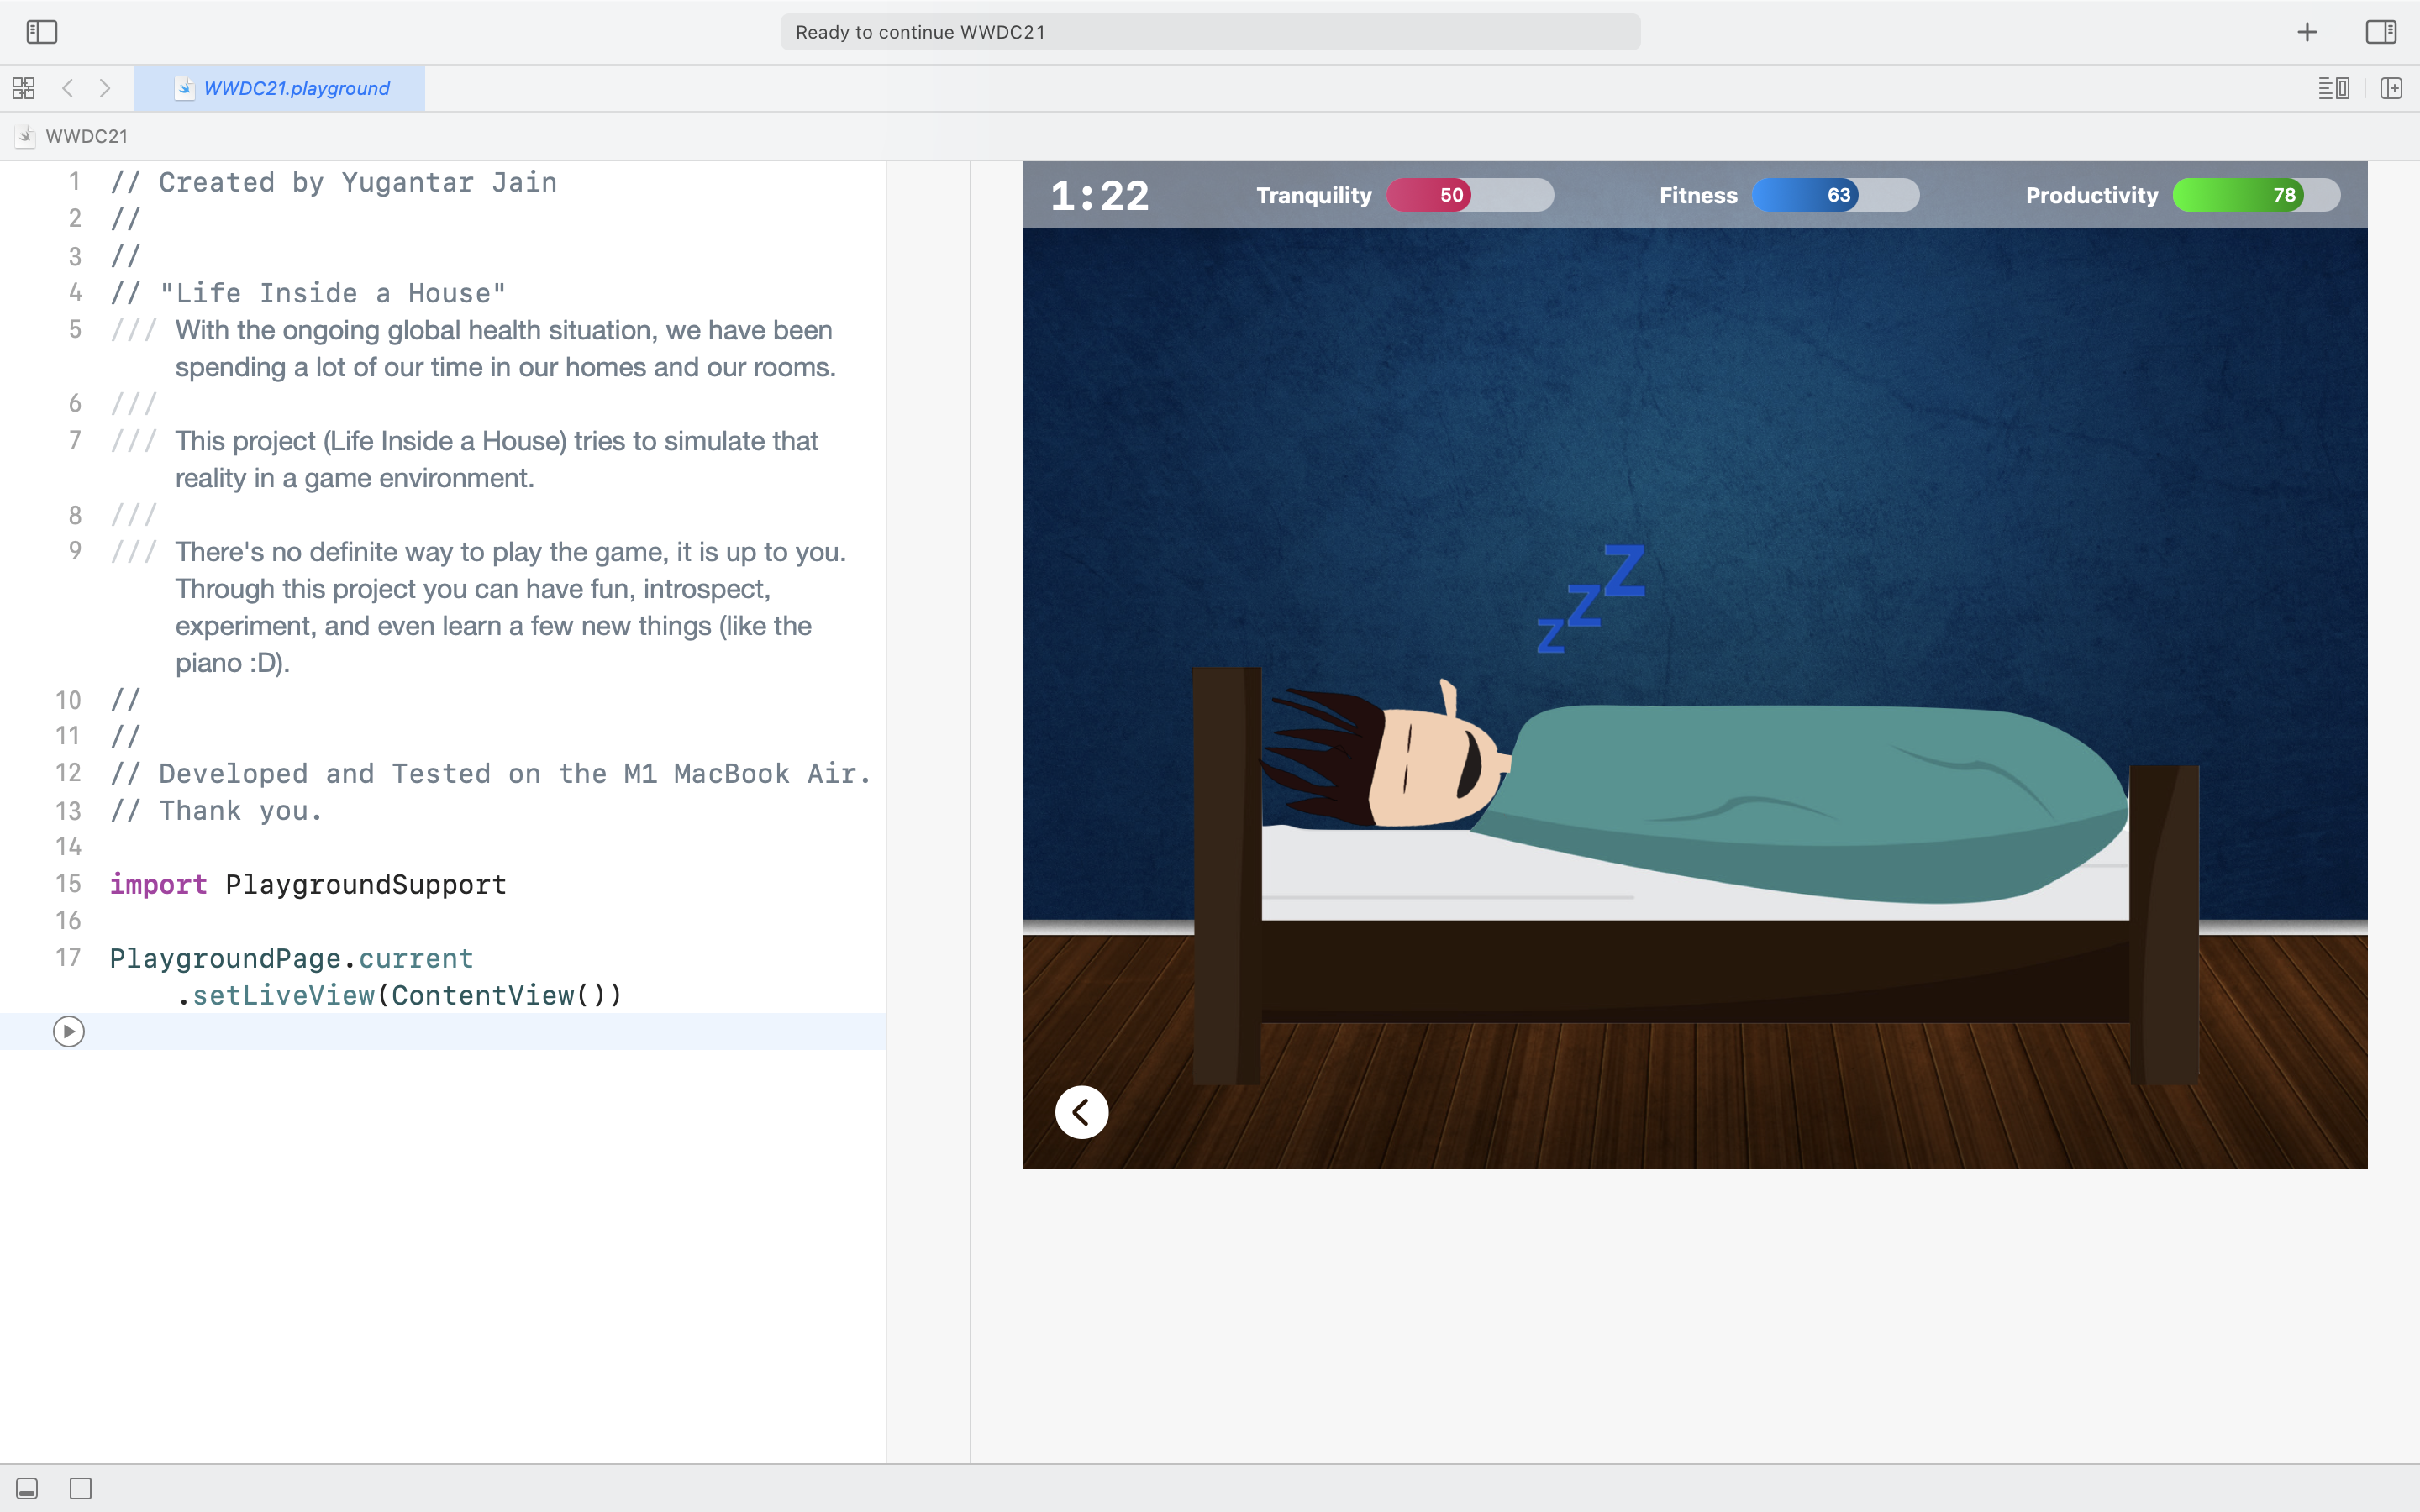 Ready to continue WWDC21
WWDC21.playground
WWDC21
1 // Created by Yugantar Jain
2 //
3 //
4 // "Life Inside a House"
5 /// With the ongoing global health situation, we have been
spending a lot of our time in our homes and our rooms.
6 ///
7 /// This project (Life Inside a House) tries to simulate that
reality in a game environment.
8 ///
9 /// There's no definite way to play the game, it is up to you.
Through this project you can have fun, introspect,
experiment, and even learn a few new things (like the
piano :D).
10 //
11 //
12 // Developed and Tested on the M1 MacBook Air.
13 // Thank you.
14
15 import PlaygroundSupport
16
17 PlaygroundPage.current
.setLiveView(ContentView())
1:22 Tranquility 50 Fitness 63 Productivity 78
z
z
z